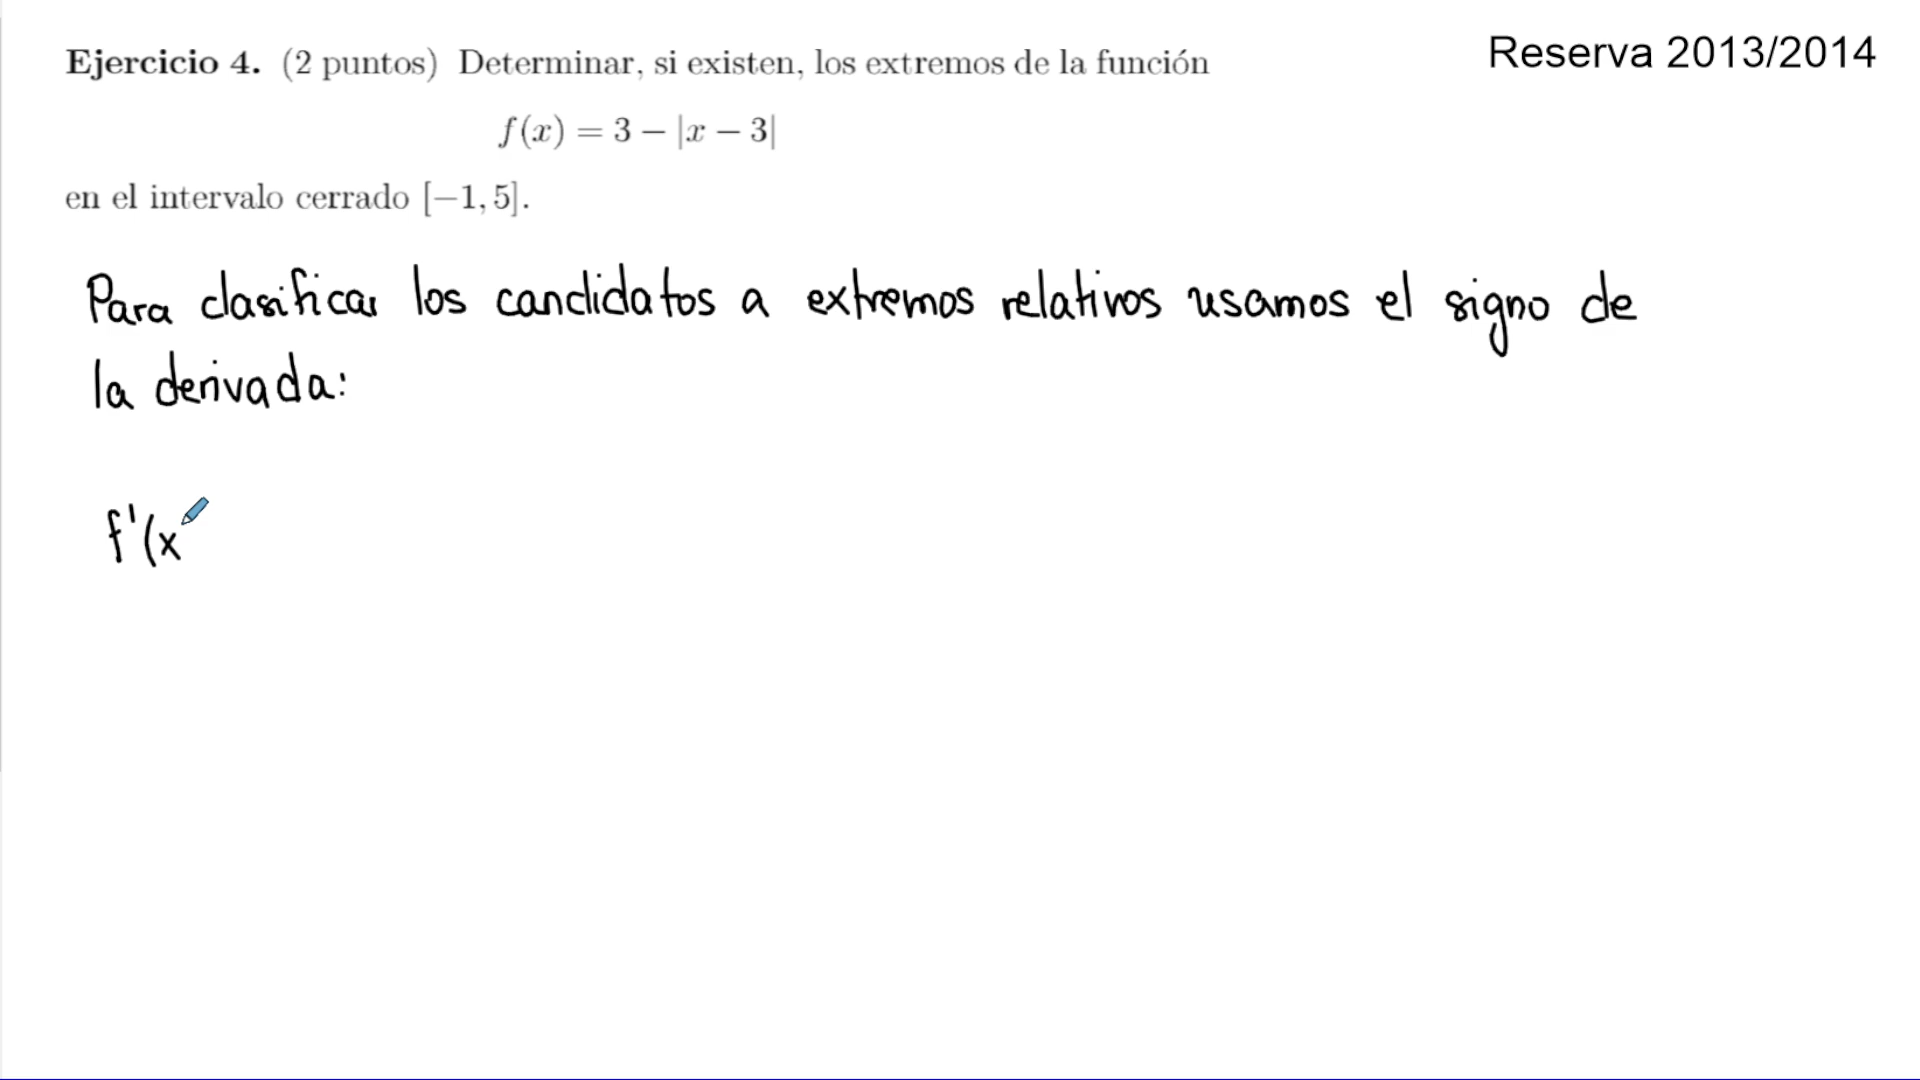 Ejercicio 4. (2 puntos) Determinar, si existen, los extremos de la función
Reserva 2013/2014
f(x) = 3 − |x − 3|
en el intervalo cerrado [−1, 5].
Para clasificar los candidatos a extremos relativos usamos el signo de
la derivada:
f'(x